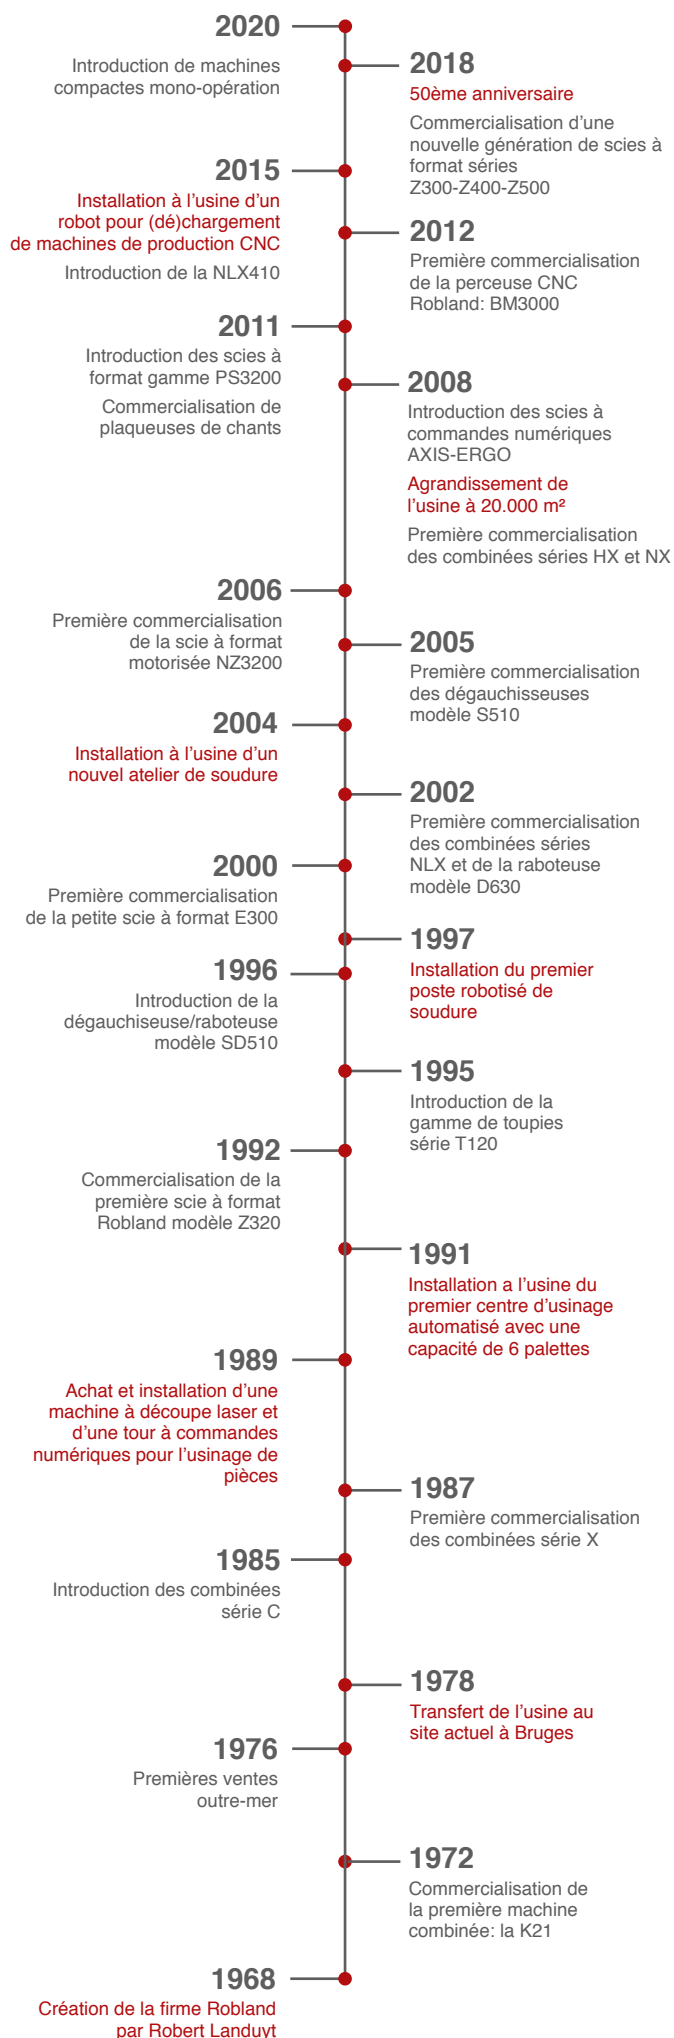 2020
Introduction de machines
compactes mono-opération
2018
50ème anniversaire
Commercialisation d'une
nouvelle génération de scies à
format séries
Z300-Z400-Z500
2015
Installation à l'usine d'un
robot pour (dé)chargement
de machines de production CNC
Introduction de la NLX410
2012
Première commercialisation
de la perceuse CNC
Robland: BM3000
2011
Introduction des scies à
format gamme PS3200
Commercialisation de
plaqueuses de chants
2008
Introduction des scies à
commandes numériques
AXIS-ERGO
Agrandissement de
l'usine à 20.000 m²
Première commercialisation
des combinées séries HX et NX
2006
Première commercialisation
de la scie à format
motorisée NZ3200
2005
Première commercialisation
des dégauchisseuses
modèle S510
2004
Installation à l'usine d'un
nouvel atelier de soudure
2002
Première commercialisation
des combinées séries
NLX et de la raboteuse
modèle D630
2000
Première commercialisation
de la petite scie à format E300
1997
Installation du premier
poste robotisé de
soudure
1996
Introduction de la
dégauchiseuse/raboteuse
modèle SD510
1995
Introduction de la
gamme de toupies
série T120
1992
Commercialisation de la
première scie à format
Robland modèle Z320
1991
Installation a l'usine du
premier centre d'usinage
automatisé avec une
capacité de 6 palettes
1989
Achat et installation d'une
machine à découpe laser et
d'une tour à commandes
numériques pour l'usinage de
pièces
1987
Première commercialisation
des combinées série X
1985
Introduction des combinées
série C
1978
Transfert de l'usine au
site actuel à Bruges
1976
Premières ventes
outre-mer
1972
Commercialisation de
la première machine
combinée: la K21
1968
Création de la firme Robland
par Robert Landuyt